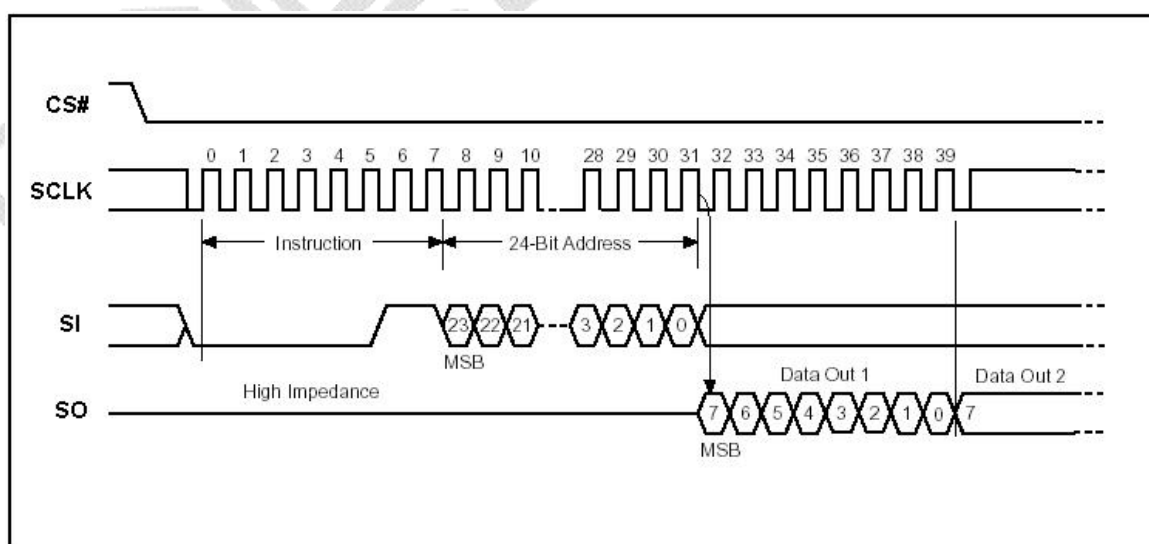 CS#
0 1 2 3 4 5 6 7 8 9 10 28 29 30 31 32 33 34 35 36 37 38 39
SCLK
Instruction 24-Bit Address
SI 23 22 21 3 2 1 0
MSB
High Impedance Data Out 1 Data Out 2
SO 7 6 5 4 3 2 1 0 7
MSB